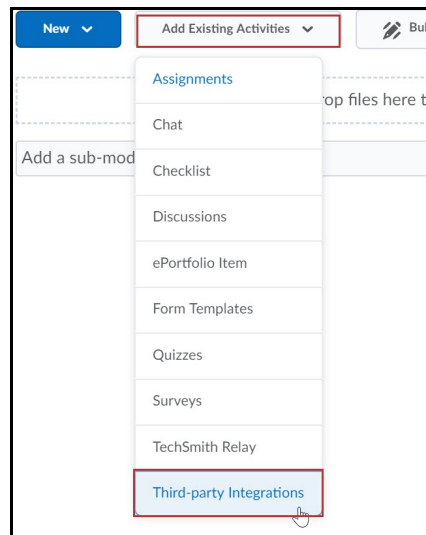 New
Add Existing Activities
Bul
Assignments
rop files here t
Chat
Add a sub-mod
Checklist
Discussions
ePortfolio Item
Form Templates
Quizzes
Surveys
TechSmith Relay
Third-party Integrations